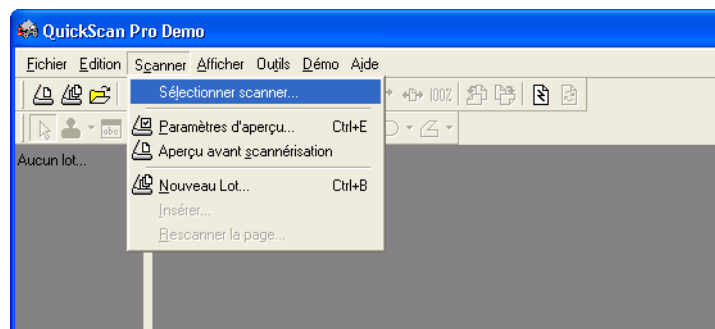 QuickScan Pro Demo
Fichier Edition Scanner Afficher Outils Démo Aide
Sélectionner scanner...
100%
Paramètres d'aperçu... Ctrl+E
abc
Aperçu avant scannérisation
Aucun lot...
Nouveau Lot... Ctrl+B
Insérer...
Rescanner la page...